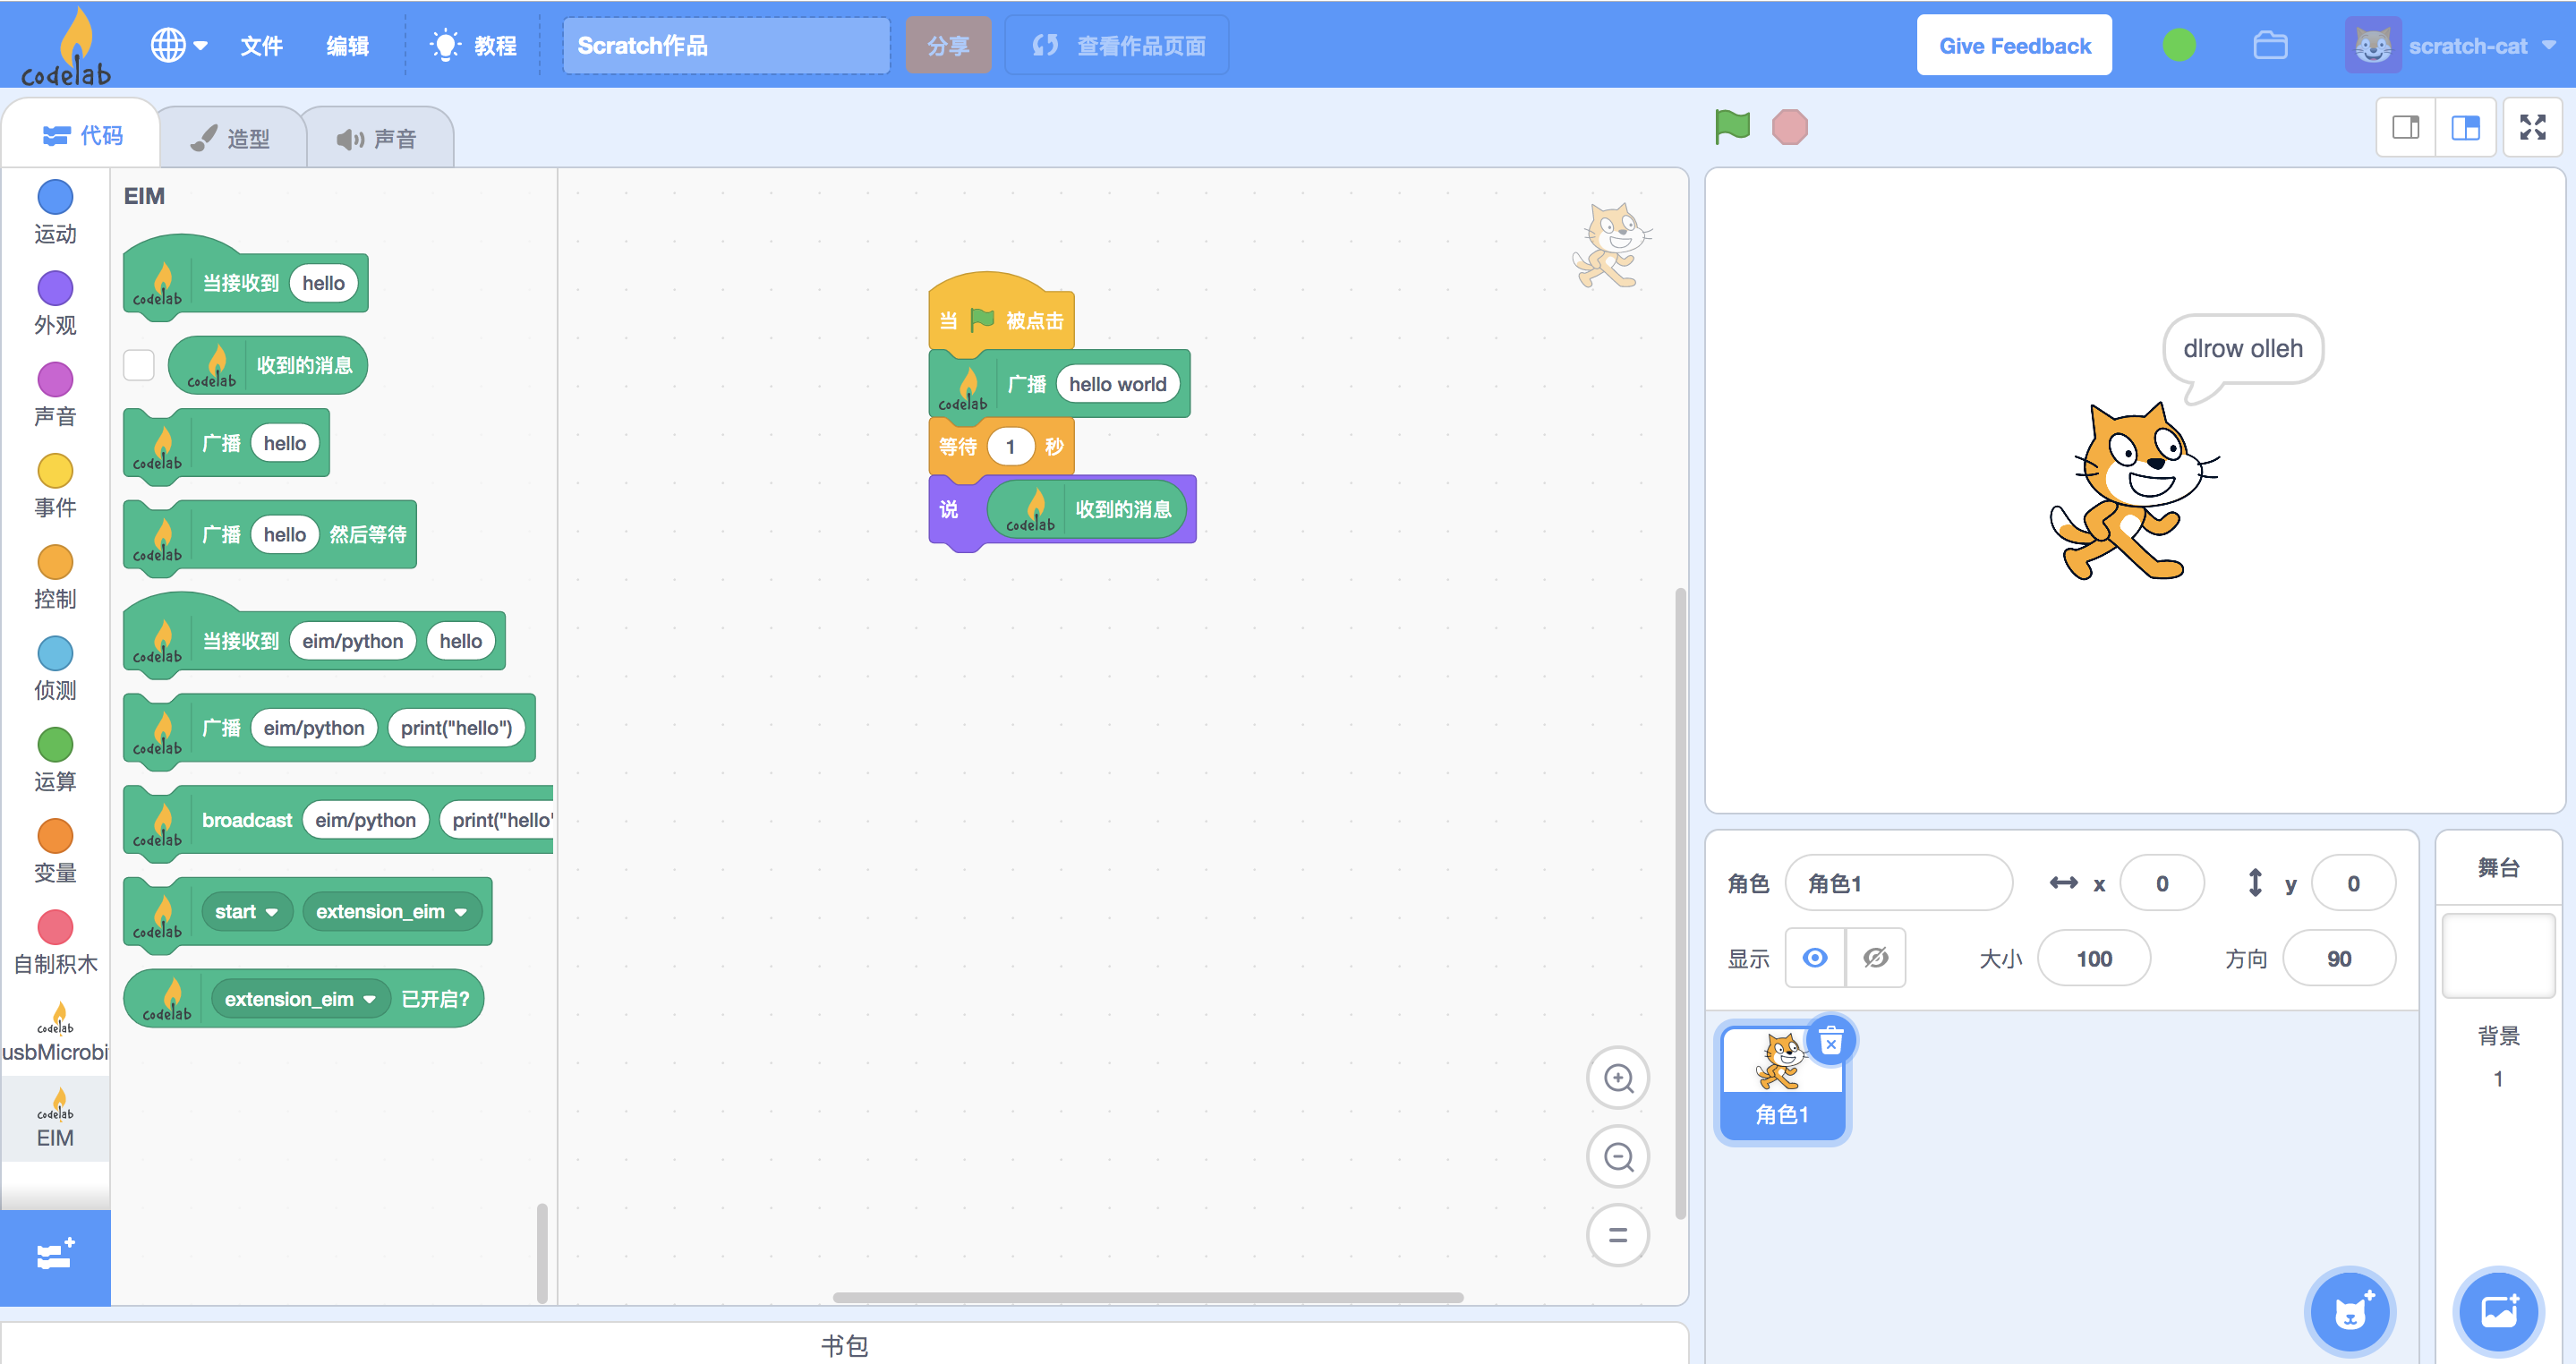 codelab
文件 编辑 教程 Scratch作品 分享 查看作品页面 Give Feedback scratch-cat
代码 造型 声音
运动
外观
声音
事件
控制
侦测
运算
变量
自制积木
codelab
usbMicrobi
codelab
EIM
EIM
codelab 当接收到 hello
codelab 收到的消息
codelab 广播 hello
codelab 广播 hello 然后等待
codelab 当接收到 eim/python hello
codelab 广播 eim/python print("hello")
codelab broadcast eim/python print("hello"
codelab start extension_eim
codelab extension_eim 已开启?
当 被点击
codelab 广播 hello world
等待 1 秒
说 codelab 收到的消息
书包
dlrow olleh
角色 角色1 x 0 y 0
显示 大小 100 方向 90
角色1
舞台
背景
1